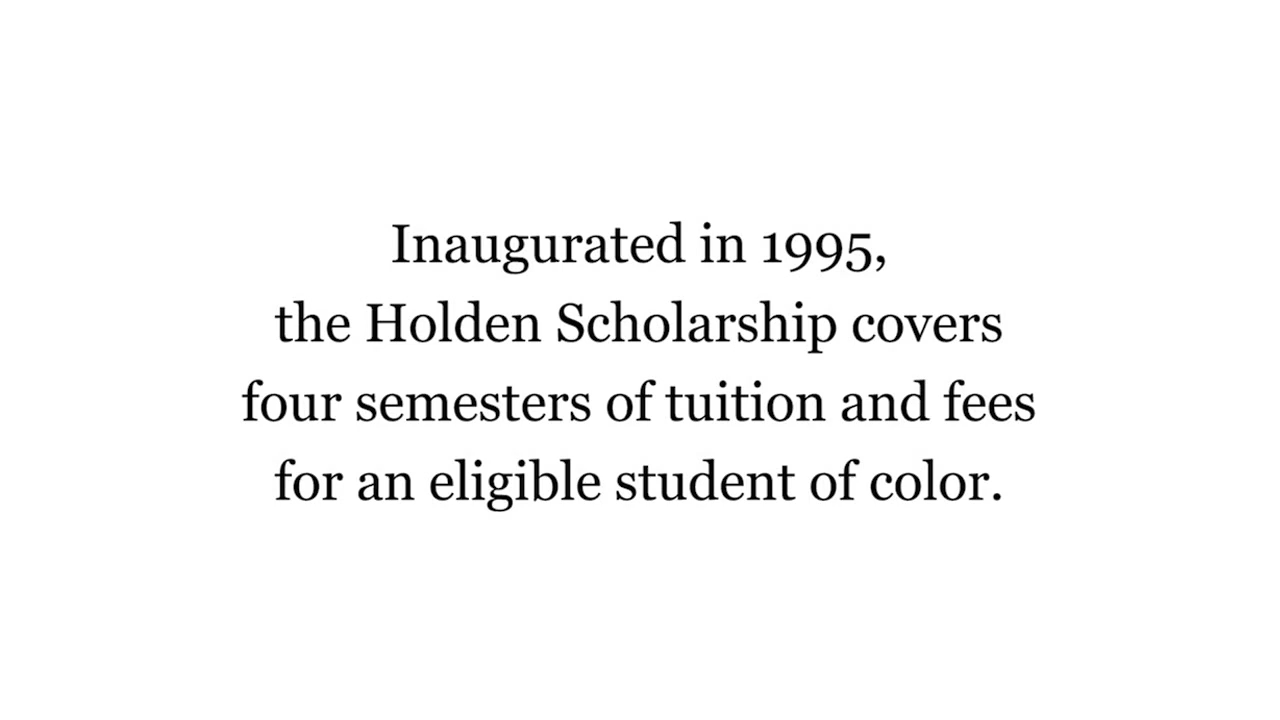 Inaugurated in 1995,
the Holden Scholarship covers
four semesters of tuition and fees
for an eligible student of color.